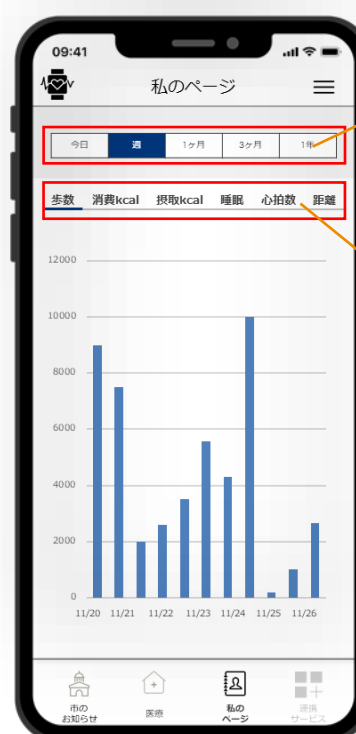 09:41
私のページ
今日 週 1ヶ月 3ヶ月 1年
歩数 消費kcal 摂取kcal 睡眠 心拍数 距離
12000
10000
8000
6000
4000
2000
0
11/20 11/21 11/22 11/23 11/24 11/25 11/26
市の
お知らせ
医療
私の
ページ
連携
サービス